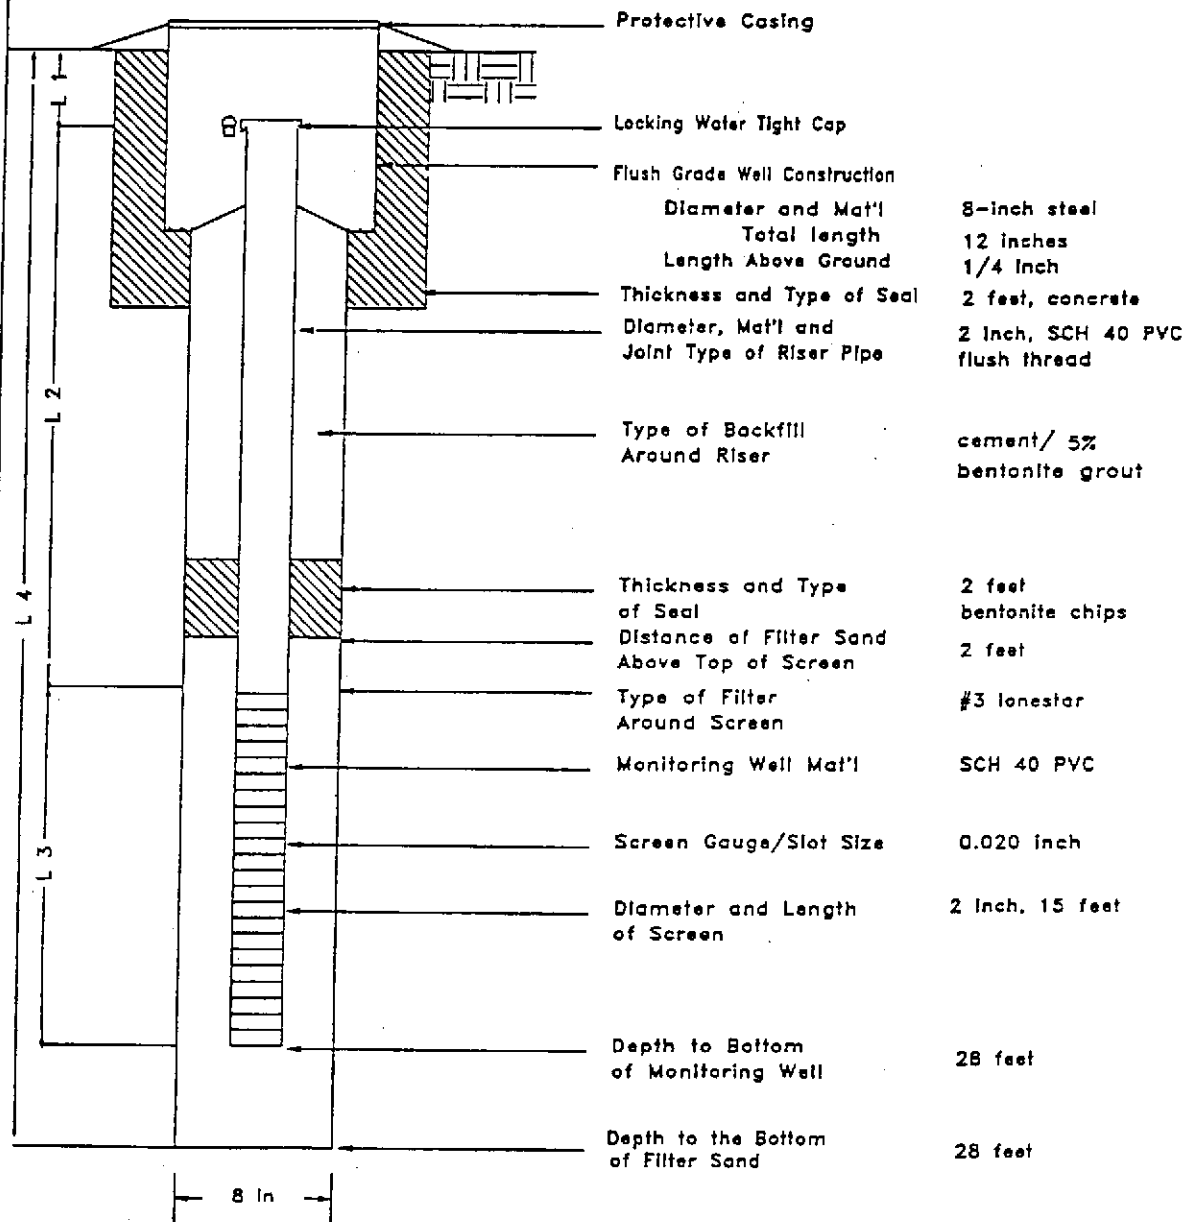 Protective Casing
L 1
Locking Water Tight Cap
Flush Grade Well Construction
Diameter and Mat'l 8-inch steel
Total length 12 inches
Length Above Ground 1/4 inch
Thickness and Type of Seal 2 feet, concrete
Diameter, Mat'l and 2 inch, SCH 40 PVC
Joint Type of Riser Pipe flush thread
L 2
Type of Backfill cement/ 5%
Around Riser bentonite grout
L 4
Thickness and Type 2 feet
of Seal bentonite chips
Distance of Filter Sand
Above Top of Screen 2 feet
Type of Filter #3 lonestar
Around Screen
Monitoring Well Mat'l SCH 40 PVC
L 3
Screen Gauge/Slot Size 0.020 inch
Diameter and Length 2 inch, 15 feet
of Screen
Depth to Bottom
of Monitoring Well 28 feet
Depth to the Bottom
of Filter Sand 28 feet
8 in